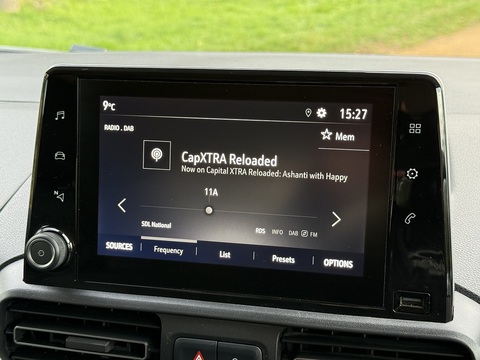 9°C
15:27
RADIO . DAB
Mem
CapXTRA Reloaded
Now on Capital XTRA Reloaded: Ashanti with Happy
11A
SDL National
RDS INFO DAB FM
SOURCES Frequency List Presets OPTIONS
N